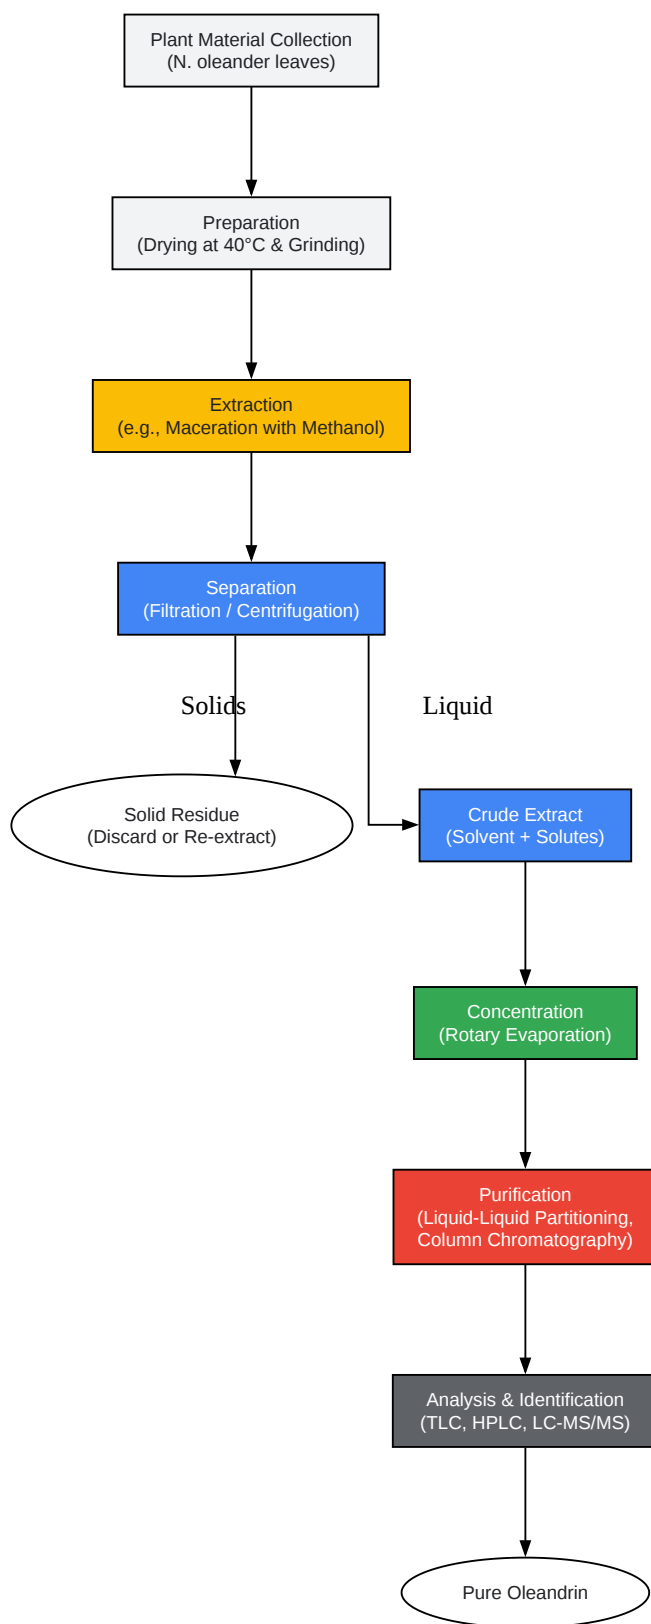 Plant Material Collection
(N. oleander leaves)
Preparation
(Drying at 40°C & Grinding)
Extraction
(e.g., Maceration with Methanol)
Separation
(Filtration / Centrifugation)
Solids
Liquid
Solid Residue
(Discard or Re-extract)
Crude Extract
(Solvent + Solutes)
Concentration
(Rotary Evaporation)
Purification
(Liquid-Liquid Partitioning,
Column Chromatography)
Analysis & Identification
(TLC, HPLC, LC-MS/MS)
Pure Oleandrin